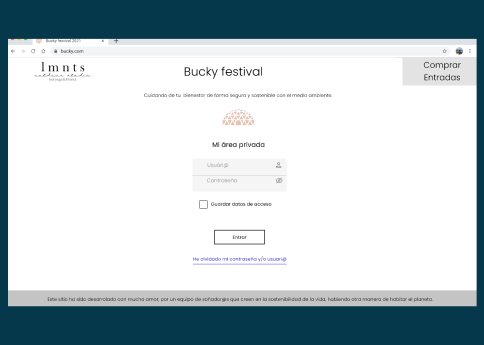 Bucky festival 2021
bucky.com
lmnts
outdoor studio
Bucky festival
Comprar
Entradas
Cuidando de tu bienestar de forma segura y sostenible con el medio ambiente.
Mi área privada
Usuari@
Contraseña
Guardar datos de acceso
Entrar
He olvidado mi contraseña y/o usuari@
Este sitio ha sido desarrollado con mucho amor, por un equipo de soñador@s que creen en la sostenibilidad de la vida, habiendo otra manera de habitar el planeta